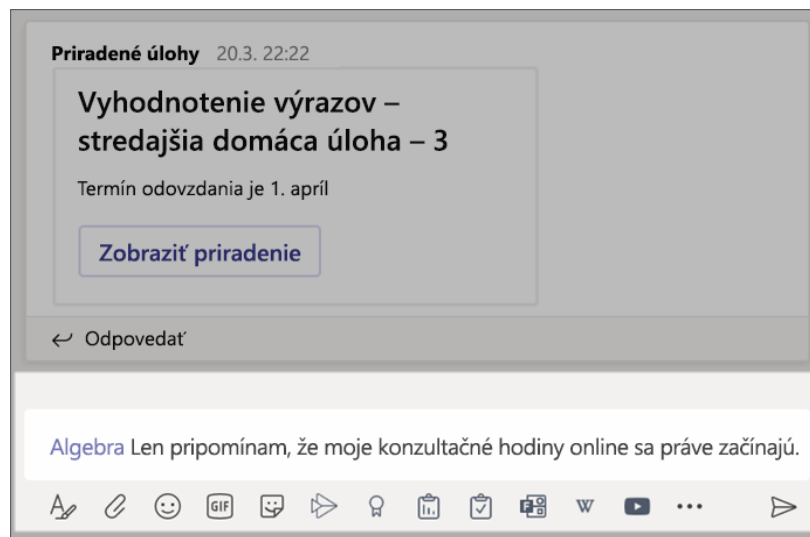 Priradené úlohy 20.3. 22:22
Vyhodnotenie výrazov –
stredajšia domáca úloha – 3
Termín odovzdania je 1. apríl
Zobraziť priradenie
Odpovedať
Algebra Len pripomínam, že moje konzultačné hodiny online sa práve začínajú.
GIF